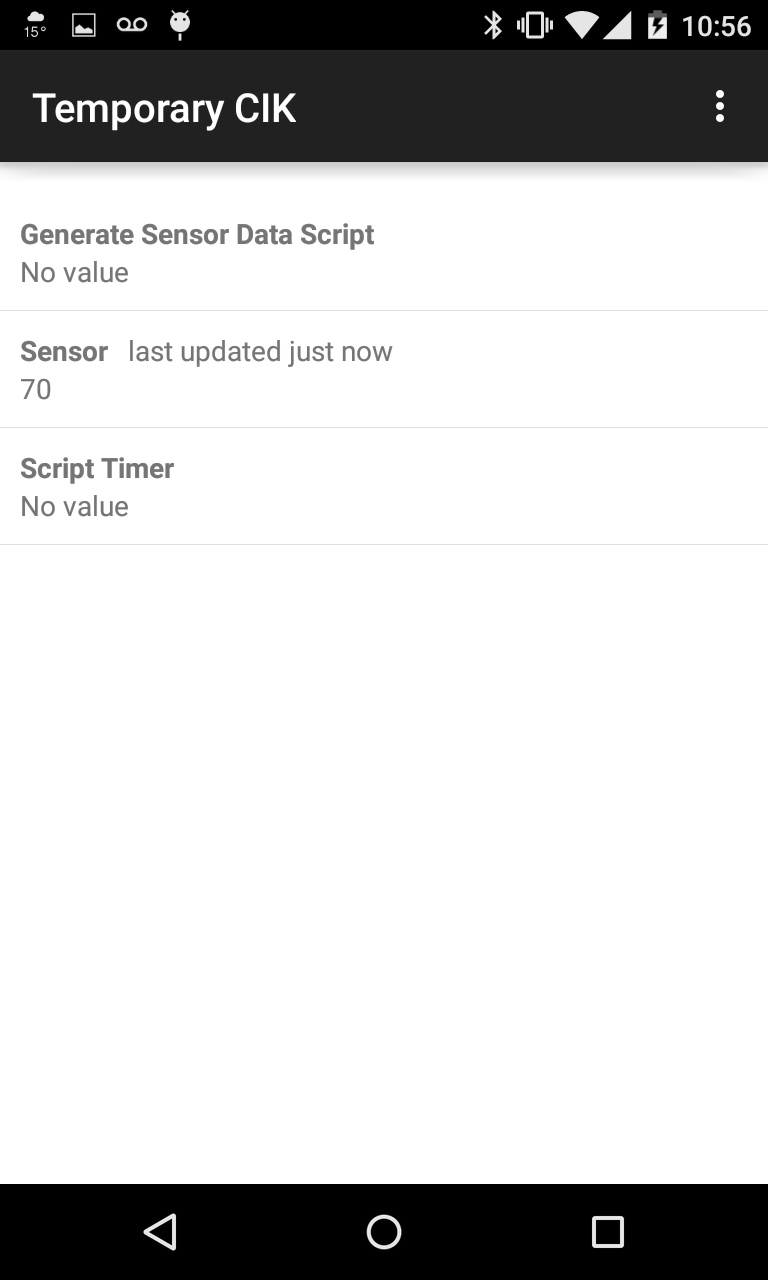 15°
10:56
Temporary CIK
Generate Sensor Data Script
No value
Sensor last updated just now
70
Script Timer
No value